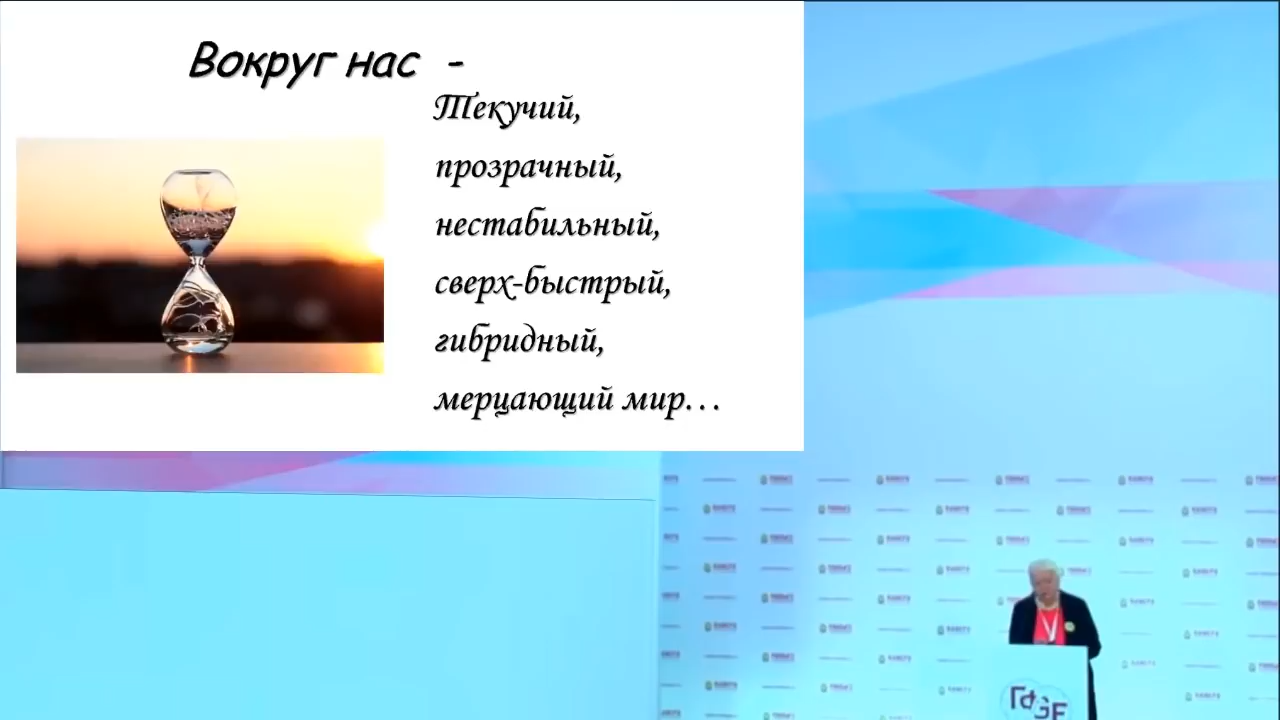 Вокруг нас -
Текучий,
прозрачный,
нестабильный,
сверх-быстрый,
гибридный,
мерцающий мир…